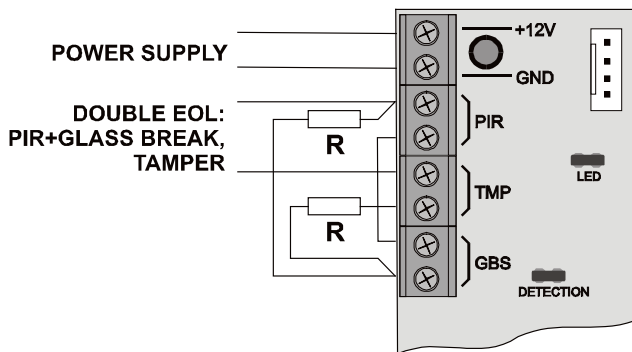 POWER SUPPLY
DOUBLE EOL:
PIR+GLASS BREAK,
TAMPER
R
R
+12V
GND
PIR
TMP
GBS
LED
DETECTION